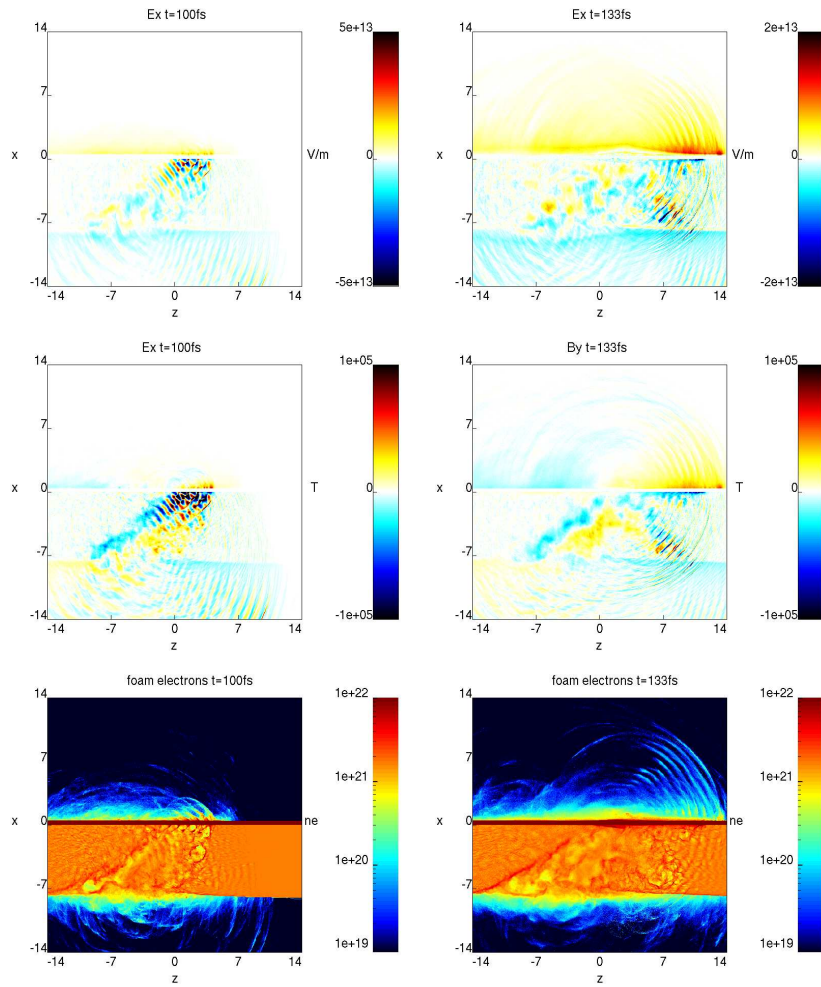 Ex t=100fs
14
7
x 0
-7
-14
-14 -7 0 7 14
z
5e+13
V/m 0
-5e+13
Ex t=133fs
14
7
x 0
-7
-14
-14 -7 0 7 14
z
2e+13
V/m 0
-2e+13
Ex t=100fs
14
7
x 0
-7
-14
-14 -7 0 7 14
z
1e+05
T 0
-1e+05
By t=133fs
14
7
x 0
-7
-14
-14 -7 0 7 14
z
1e+05
T 0
-1e+05
foam electrons t=100fs
14
7
x 0
-7
-14
-14 -7 0 7 14
z
1e+22
1e+21
ne
1e+20
1e+19
foam electrons t=133fs
14
7
x 0
-7
-14
-14 -7 0 7 14
z
1e+22
1e+21
ne
1e+20
1e+19